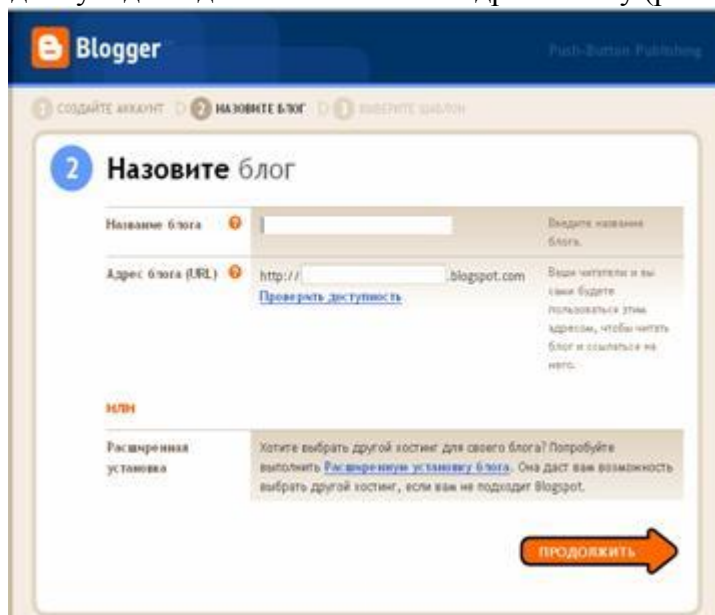 Blogger
Push-Button Publishing
1 СОЗДАЙТЕ АККАУНТ 2 НАЗОВИТЕ БЛОГ 3 ВЫБЕРИТЕ ШАБЛОН
2 Назовите блог
Название блога
Введите название
блога.
Адрес блога (URL) http:// .blogspot.com
Проверить доступность
Ваши читатели и вы
сами будете
пользоваться этим
адресом, чтобы читать
блог и ссылаться на
него.
или
Расширенная
установка
Хотите выбрать другой хостинг для своего блога? Попробуйте
выполнить Расширенную установку блога. Она даст вам возможность
выбрать другой хостинг, если вам не подходит Blogspot.
ПРОДОЛЖИТЬ